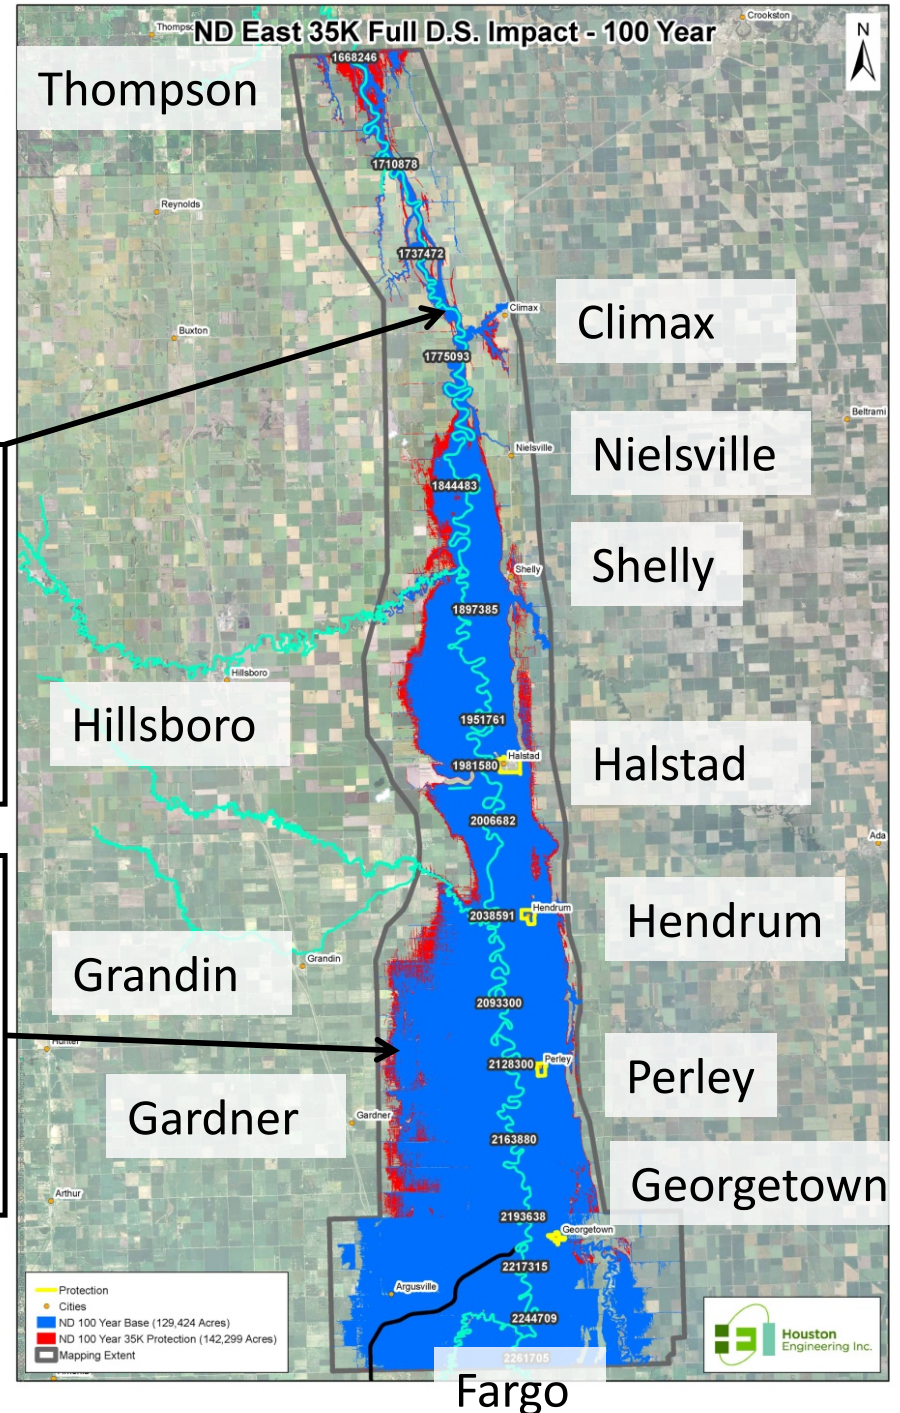 Crookston
Thompso
ND East 35K Full D.S. Impact - 100 Year
N
1668246
Thompson
1710878
Reynolds
1737472
Climax
Climax
Buxton
1775093
Beltrami
Nielsville
Nielsville
1844483
Shelly
Shelly
1897385
Hillsboro
Hillsboro
1951761
Halstad
Halstad
1981580
2006682
Ada
Hendrum
2038591
Hendrum
Grandin
Grandin
2093300
Hunter
Perley
2128300
Perley
Gardner
Gardner
2163880
Georgetown
Arthur
2193638
Georgetown
2217315
Argusville
Protection
Cities
ND 100 Year Base (129,424 Acres)
ND 100 Year 35K Protection (142,299 Acres)
Mapping Extent
2244709
Houston
Engineering Inc.
2261705
Fargo